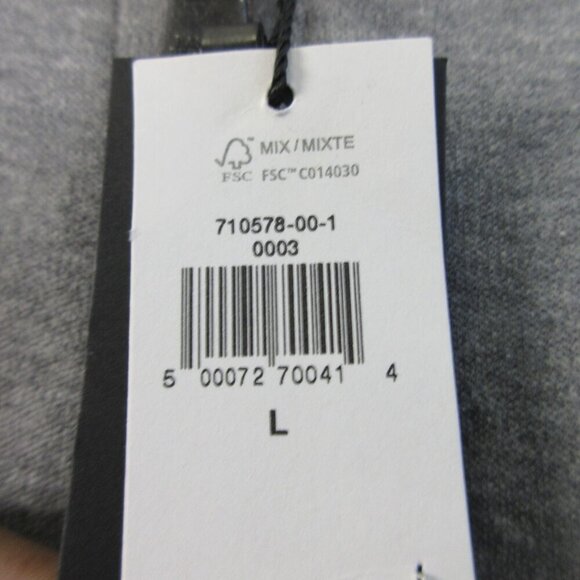 MIX / MIXTE
FSC FSC™ C014030
710578-00-1
0003
5 00072 70041 4
L